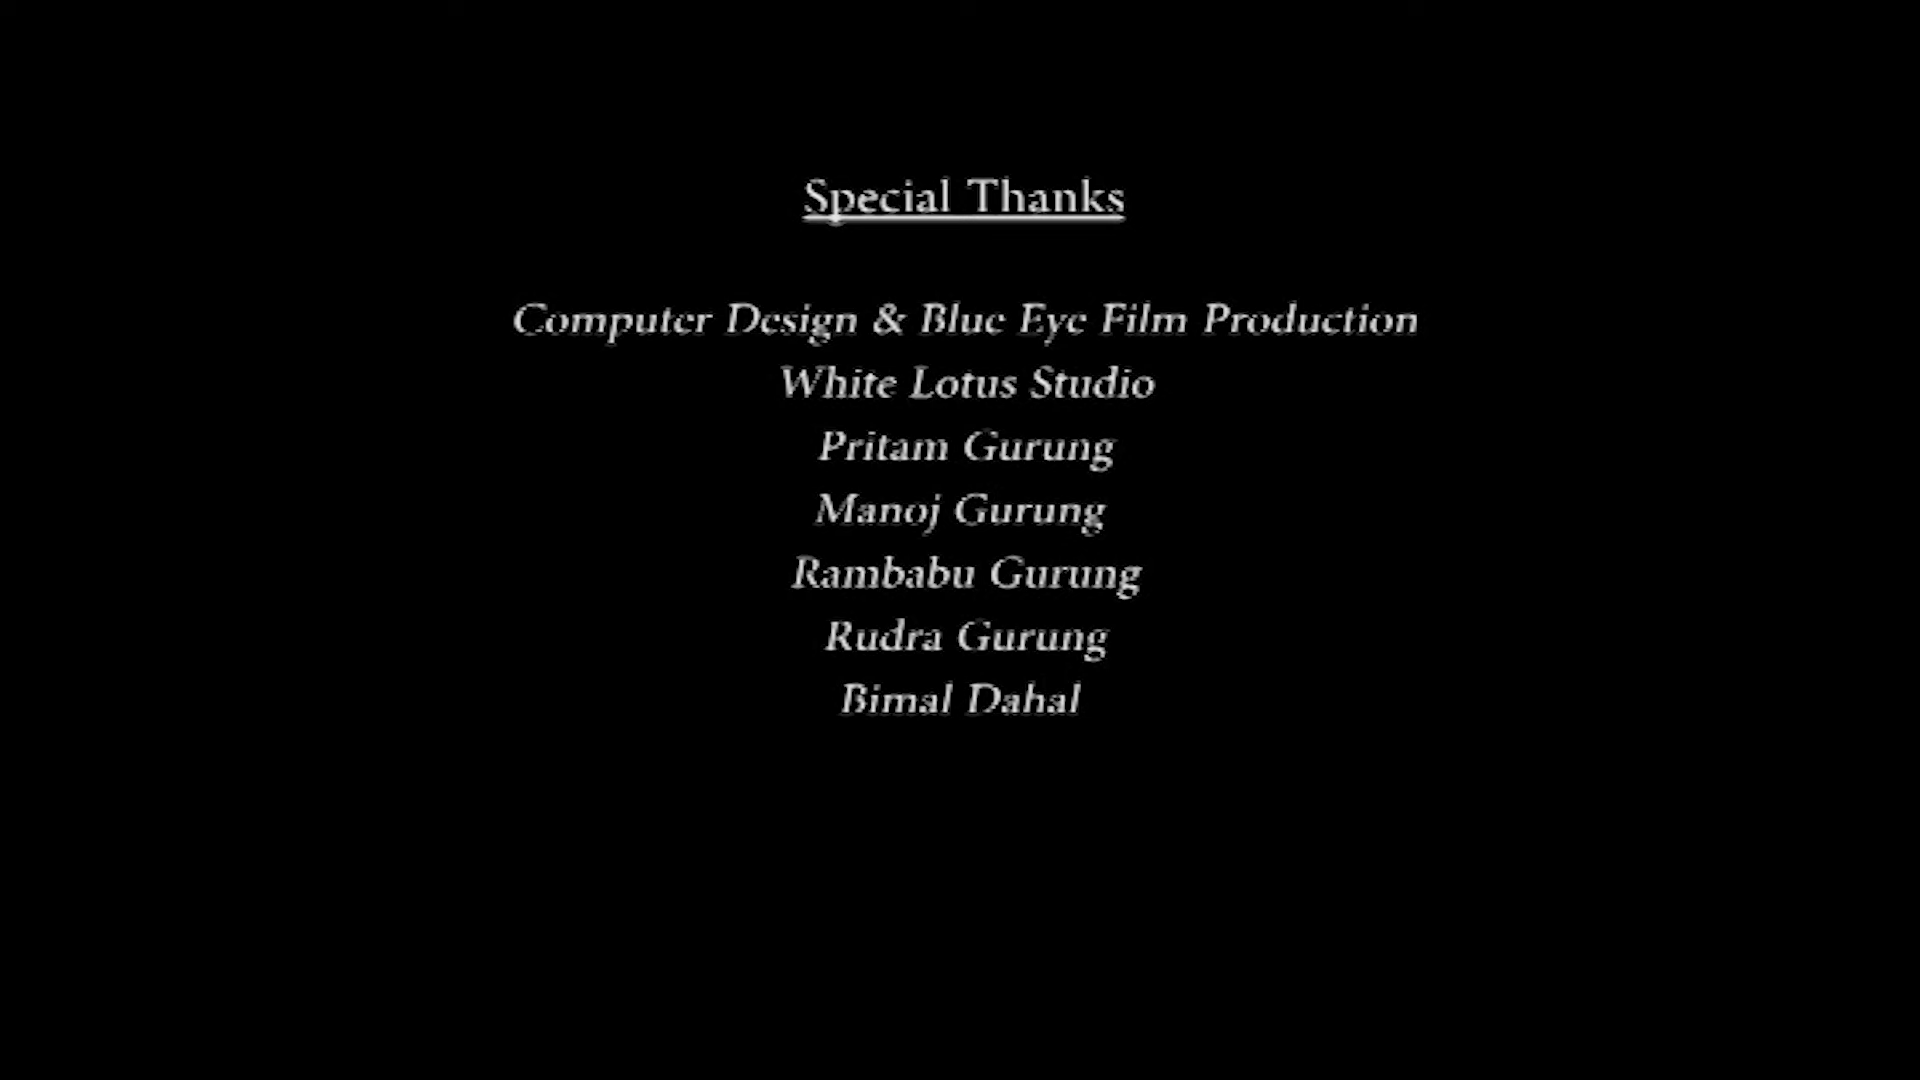 Special Thanks
Computer Design & Blue Eye Film Production
White Lotus Studio
Pritam Gurung
Manoj Gurung
Rambabu Gurung
Rudra Gurung
Bimal Dahal